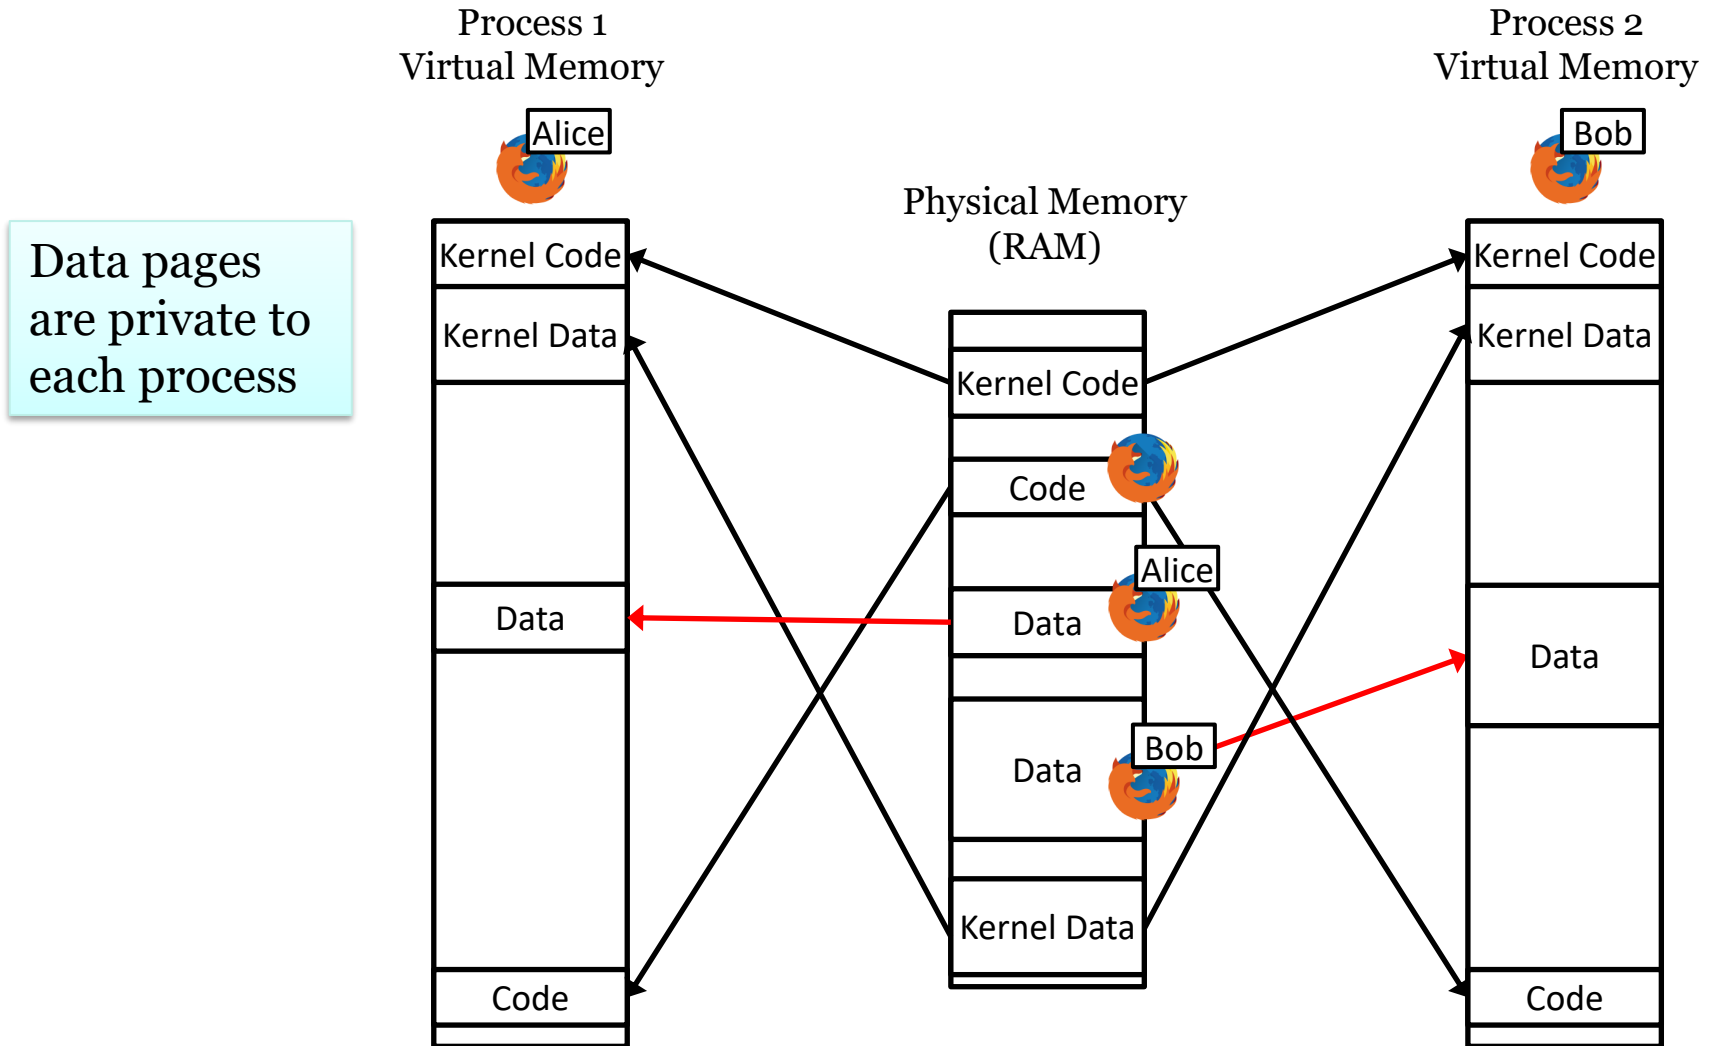 Process 1
Virtual Memory
Process 2
Virtual Memory
Alice
Bob
Physical Memory
(RAM)
Data pages
are private to
each process
Kernel Code
Kernel Data
Data
Code
Kernel Code
Code
Alice
Data
Bob
Data
Kernel Data
Kernel Code
Kernel Data
Data
Code